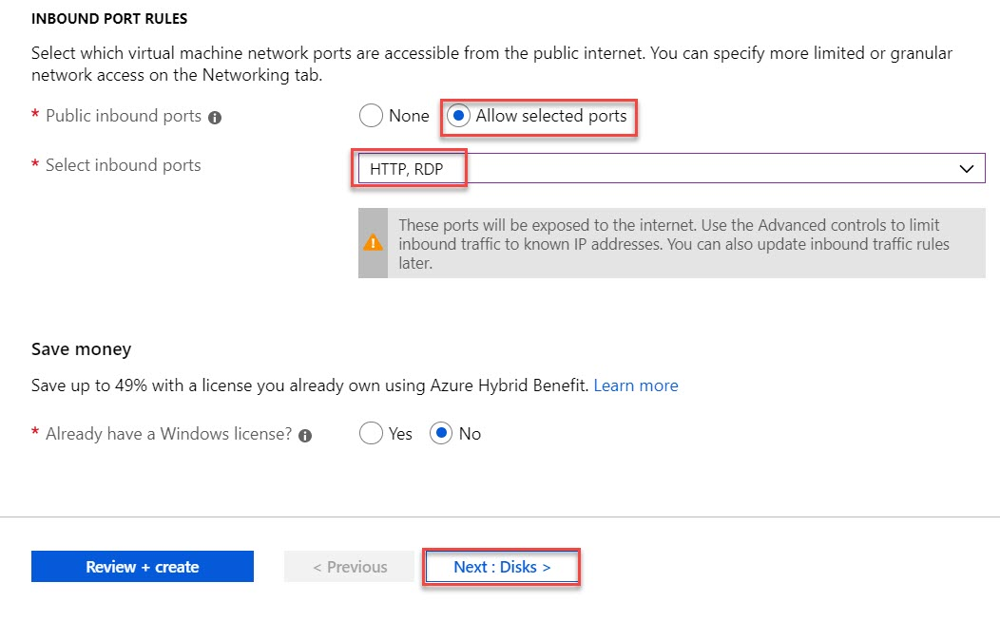 INBOUND PORT RULES
Select which virtual machine network ports are accessible from the public internet. You can specify more limited or granular
network access on the Networking tab.
* Public inbound ports
None
Allow selected ports
* Select inbound ports
HTTP, RDP
These ports will be exposed to the internet. Use the Advanced controls to limit
inbound traffic to known IP addresses. You can also update inbound traffic rules
later.
Save money
Save up to 49% with a license you already own using Azure Hybrid Benefit. Learn more
* Already have a Windows license?
Yes
No
Review + create
< Previous
Next : Disks >